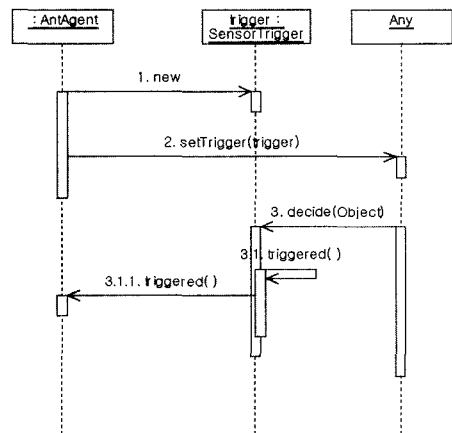 : AntAgent
trigger :
SensorTrigger
Any
1. new
2. setTrigger(trigger)
3. decide(Object)
3.1. triggered( )
3.1.1. triggered( )